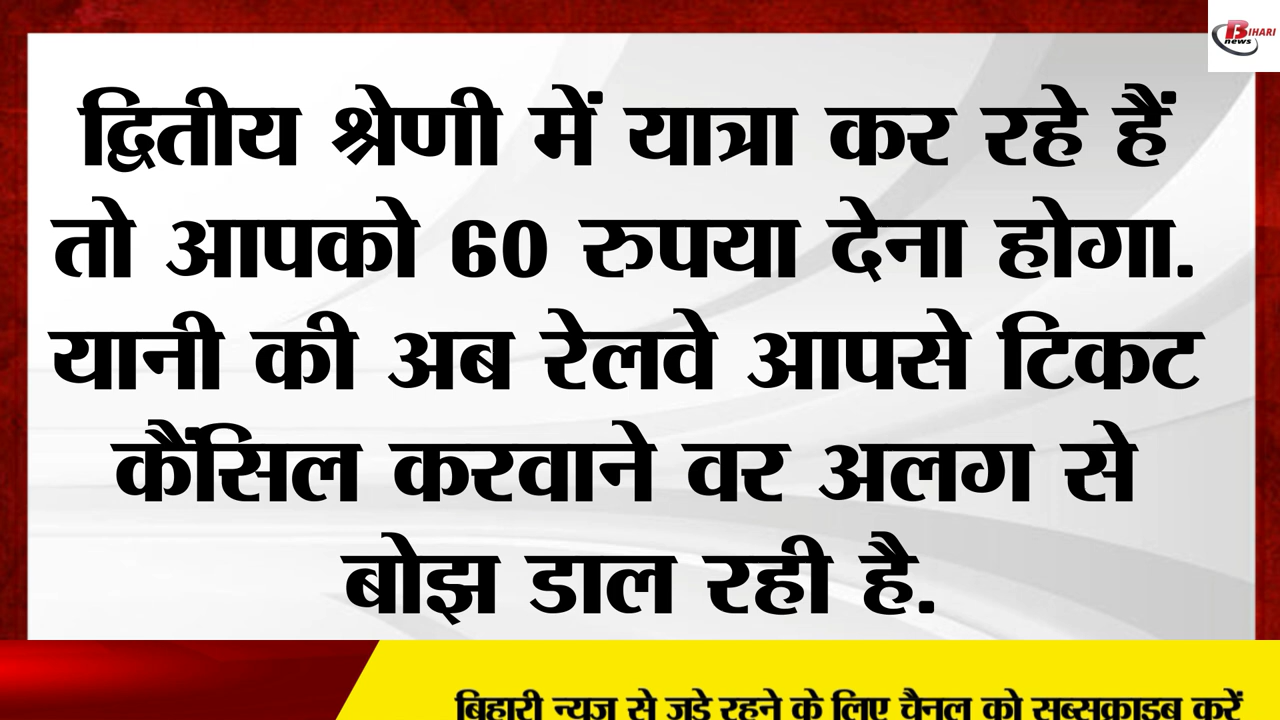 BIHARI
news
द्वितीय श्रेणी में यात्रा कर रहे हैं
तो आपको 60 रुपया देना होगा.
यानी की अब रेलवे आपसे टिकट
कैंसिल करवाने वर अलग से
बोझ डाल रही है.
बिहारी न्यूज से जुड़े रहने के लिए चैनल को सब्सक्राइब करें